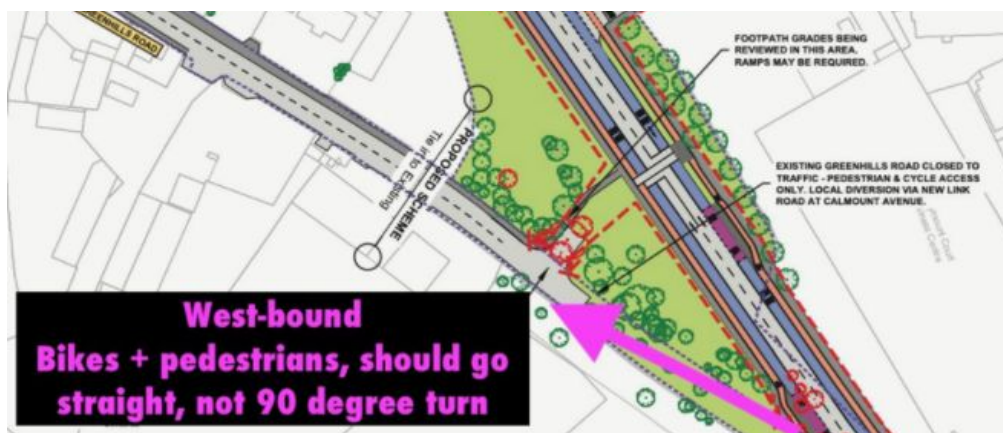 GREENHILLS ROAD
FOOTPATH GRADES BEING
REVIEWED IN THIS AREA,
RAMPS MAY BE REQUIRED.
PROPOSED SCHEME
Tie in to Existing
EXISTING GREENHILLS ROAD CLOSED TO
TRAFFIC - PEDESTRIAN & CYCLE ACCESS
ONLY. LOCAL DIVERSION VIA NEW LINK
ROAD AT CALMOUNT AVENUE.
West-bound
Bikes + pedestrians, should go
straight, not 90 degree turn